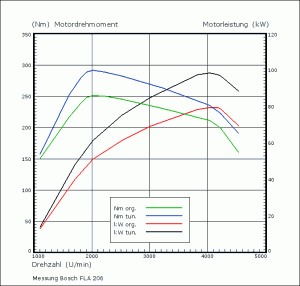 (Nm) Motordrehmoment Motorleistung (kW)
350 120
300 100
250 80
200
150 60
100 40
50 20
0 0
Nm org.
Nm tun.
kW org.
kW tun.
1000 2000 3000 4000 5000
Drehzahl (U/min)
Messung Bosch FLA 206